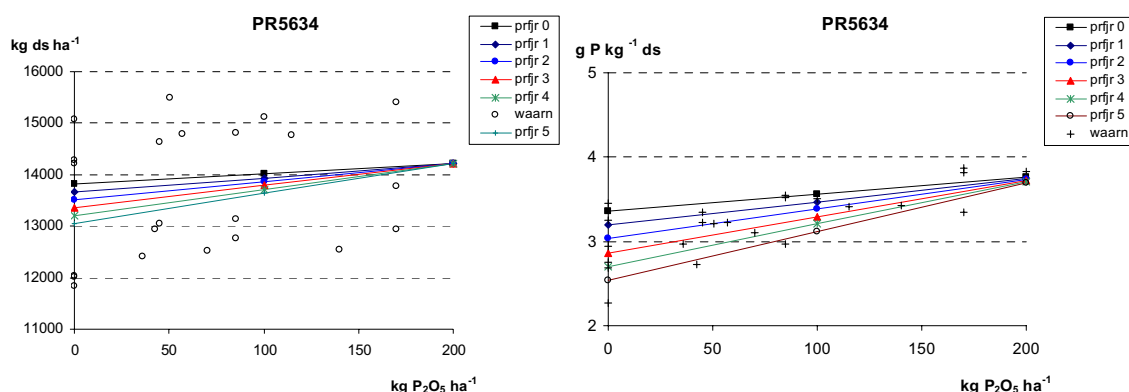 PR5634
kg ds ha⁻¹
16000
15000
14000
13000
12000
11000
0
50
100
150
200
kg P₂O₅ ha⁻¹
prfjr 0
prfjr 1
prfjr 2
prfjr 3
prfjr 4
waarn
prfjr 5
PR5634
g P kg⁻¹ ds
5
4
3
2
0
50
100
150
200
kg P₂O₅ ha⁻¹
prfjr 0
prfjr 1
prfjr 2
prfjr 3
prfjr 4
prfjr 5
waarn